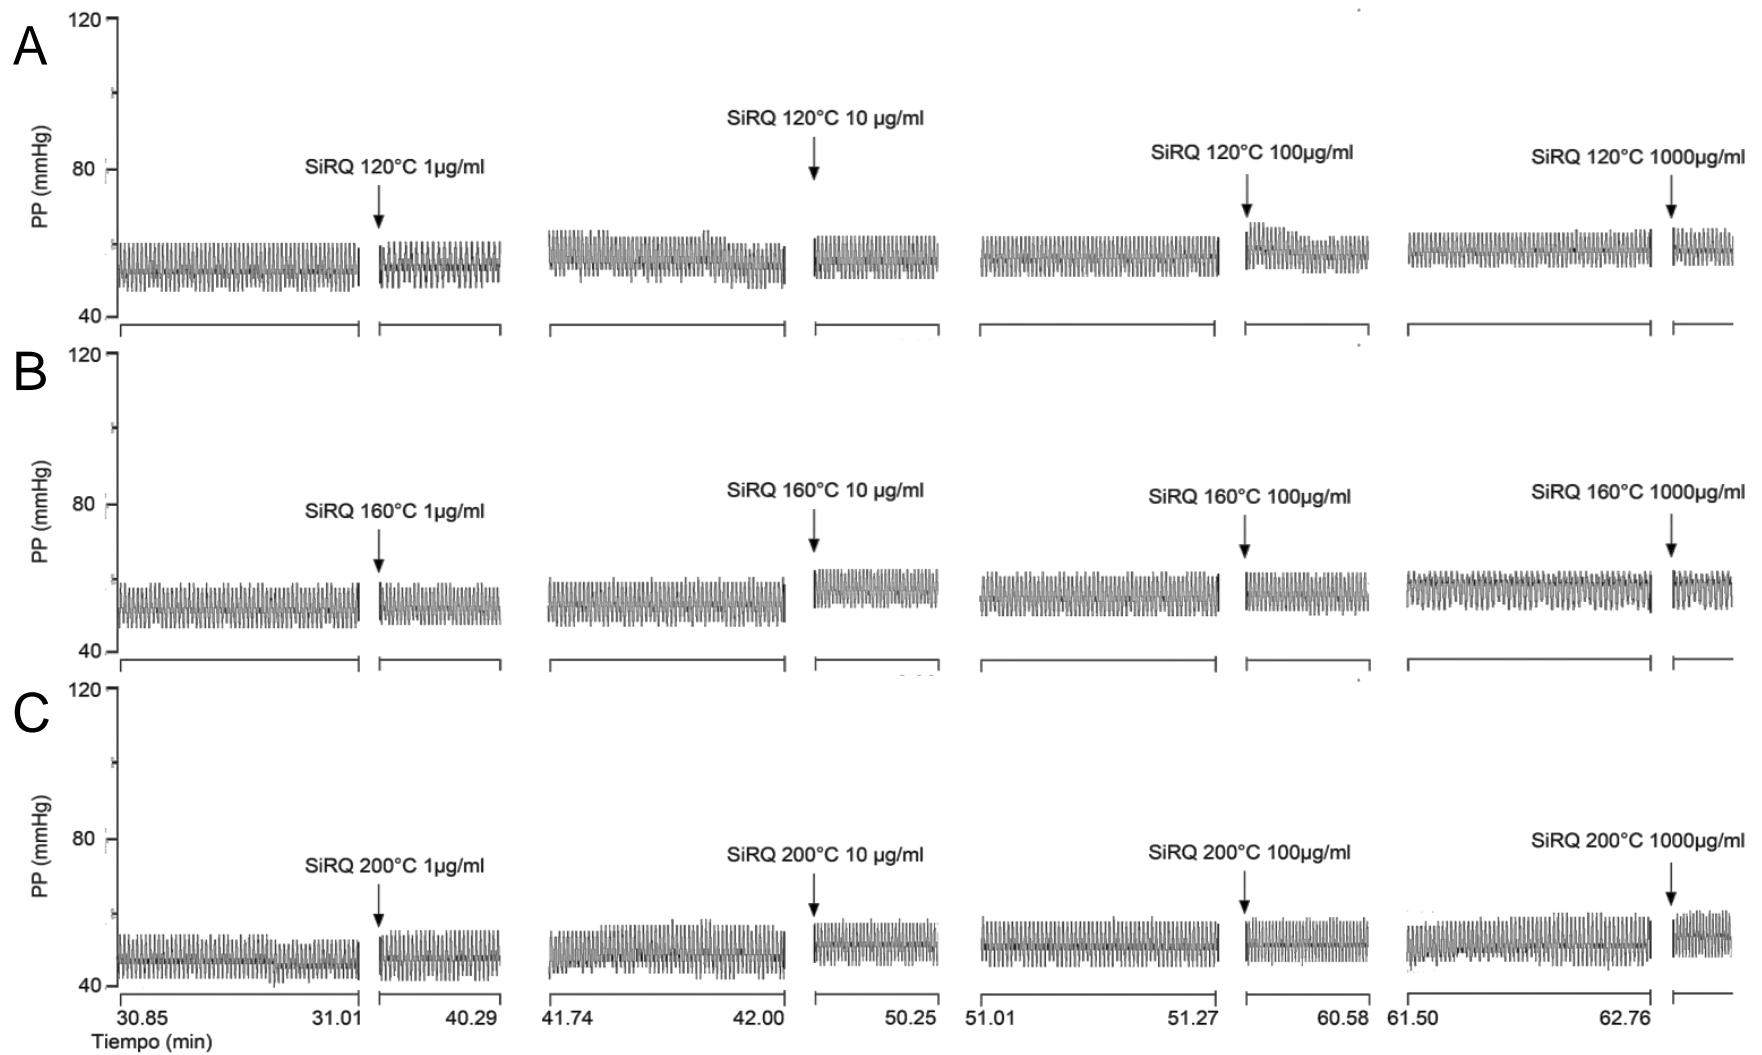 A
120
80
40
PP (mmHg)
SiRQ 120°C 1µg/ml
SiRQ 120°C 10 µg/ml
SiRQ 120°C 100µg/ml
SiRQ 120°C 1000µg/ml
B
120
80
40
PP (mmHg)
SiRQ 160°C 1µg/ml
SiRQ 160°C 10 µg/ml
SiRQ 160°C 100µg/ml
SiRQ 160°C 1000µg/ml
C
120
80
40
PP (mmHg)
SiRQ 200°C 1µg/ml
SiRQ 200°C 10 µg/ml
SiRQ 200°C 100µg/ml
SiRQ 200°C 1000µg/ml
30.85 31.01 40.29 41.74 42.00 50.25 51.01 51.27 60.58 61.50 62.76
Tiempo (min)